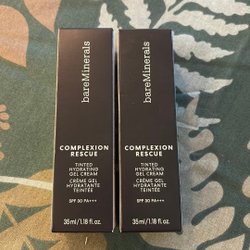 bareMinerals
COMPLEXION
RESCUE
TINTED
HYDRATING
GEL CREAM
CRÈME GEL
HYDRATANTE
TEINTÉE
SPF 30 PA+++
35ml/1.18 fl.oz.
bareMinerals
COMPLEXION
RESCUE
TINTED
HYDRATING
GEL CREAM
CRÈME GEL
HYDRATANTE
TEINTÉE
SPF 30 PA+++
35ml/1.18 fl.oz.